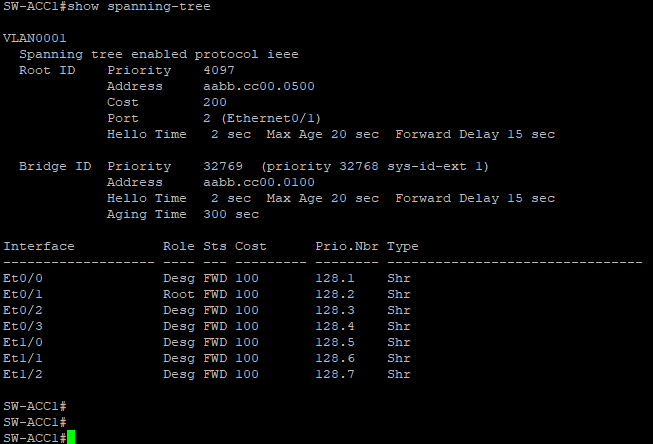 SW-ACC1#show spanning-tree
VLAN0001
  Spanning tree enabled protocol ieee
  Root ID    Priority    4097
             Address     aabb.cc00.0500
             Cost        200
             Port        2 (Ethernet0/1)
             Hello Time   2 sec  Max Age 20 sec  Forward Delay 15 sec
  Bridge ID  Priority    32769  (priority 32768 sys-id-ext 1)
             Address     aabb.cc00.0100
             Hello Time   2 sec  Max Age 20 sec  Forward Delay 15 sec
             Aging Time  300 sec
Interface           Role Sts Cost      Prio.Nbr Type
------------------- ---- --- --------- -------- --------------------------------
Et0/0               Desg FWD 100       128.1    Shr
Et0/1               Root FWD 100       128.2    Shr
Et0/2               Desg FWD 100       128.3    Shr
Et0/3               Desg FWD 100       128.4    Shr
Et1/0               Desg FWD 100       128.5    Shr
Et1/1               Desg FWD 100       128.6    Shr
Et1/2               Desg FWD 100       128.7    Shr
SW-ACC1#
SW-ACC1#
SW-ACC1#